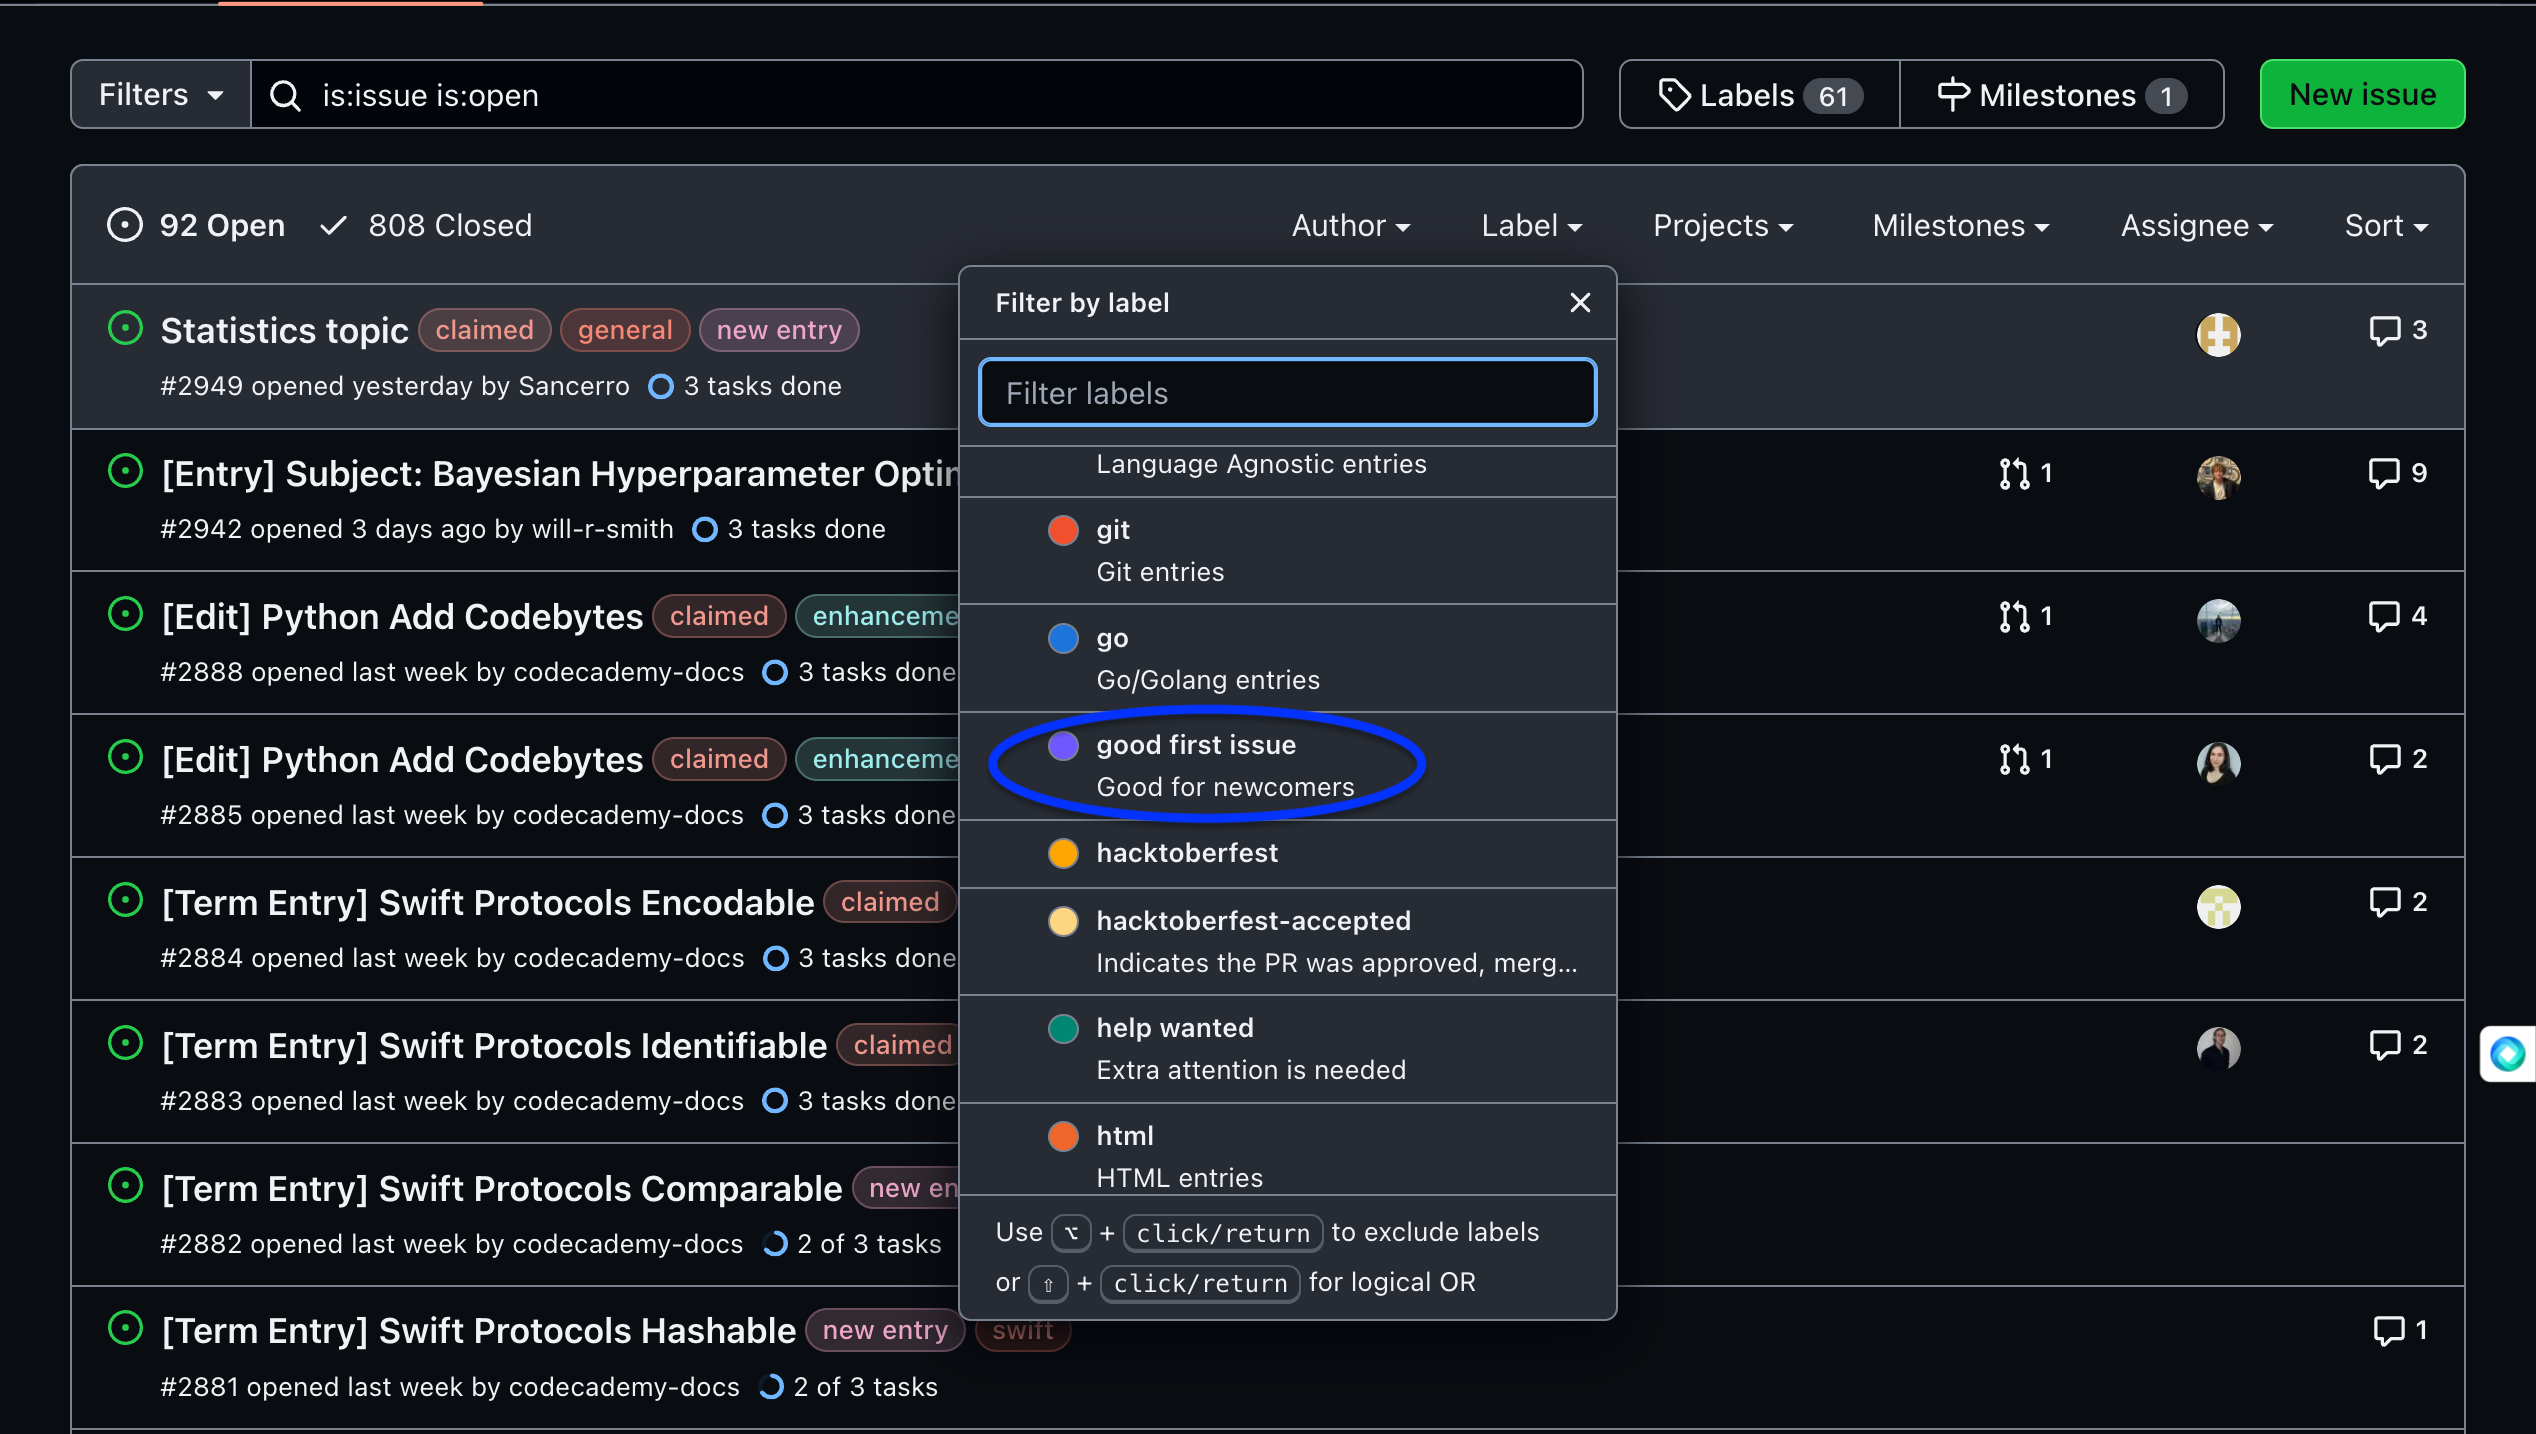 Filters is:issue is:open Labels 61 Milestones 1 New issue
92 Open 808 Closed Author Label Projects Milestones Assignee Sort
Statistics topic claimed general new entry 3
#2949 opened yesterday by Sancerro 3 tasks done
[Entry] Subject: Bayesian Hyperparameter 1 9
#2942 opened 3 days ago by will-r-smith 3 tasks done
[Edit] Python Add Codebytes claimed enhanceme 1 4
#2888 opened last week by codecademy-docs 3 tasks done
[Edit] Python Add Codebytes claimed enhanceme 1 2
#2885 opened last week by codecademy-docs 3 tasks done
[Term Entry] Swift Protocols Encodable claimed 2
#2884 opened last week by codecademy-docs 3 tasks done
[Term Entry] Swift Protocols Identifiable claimed 2
#2883 opened last week by codecademy-docs 3 tasks done
[Term Entry] Swift Protocols Comparable new en
#2882 opened last week by codecademy-docs 2 of 3 tasks
[Term Entry] Swift Protocols Hashable new entry swift 1
#2881 opened last week by codecademy-docs 2 of 3 tasks
Filter by label
Filter labels
Language Agnostic entries
git
Git entries
go
Go/Golang entries
good first issue
Good for newcomers
hacktoberfest
hacktoberfest-accepted
Indicates the PR was approved, merg...
help wanted
Extra attention is needed
html
HTML entries
Use ⌥ + click/return to exclude labels
or ⇧ + click/return for logical OR